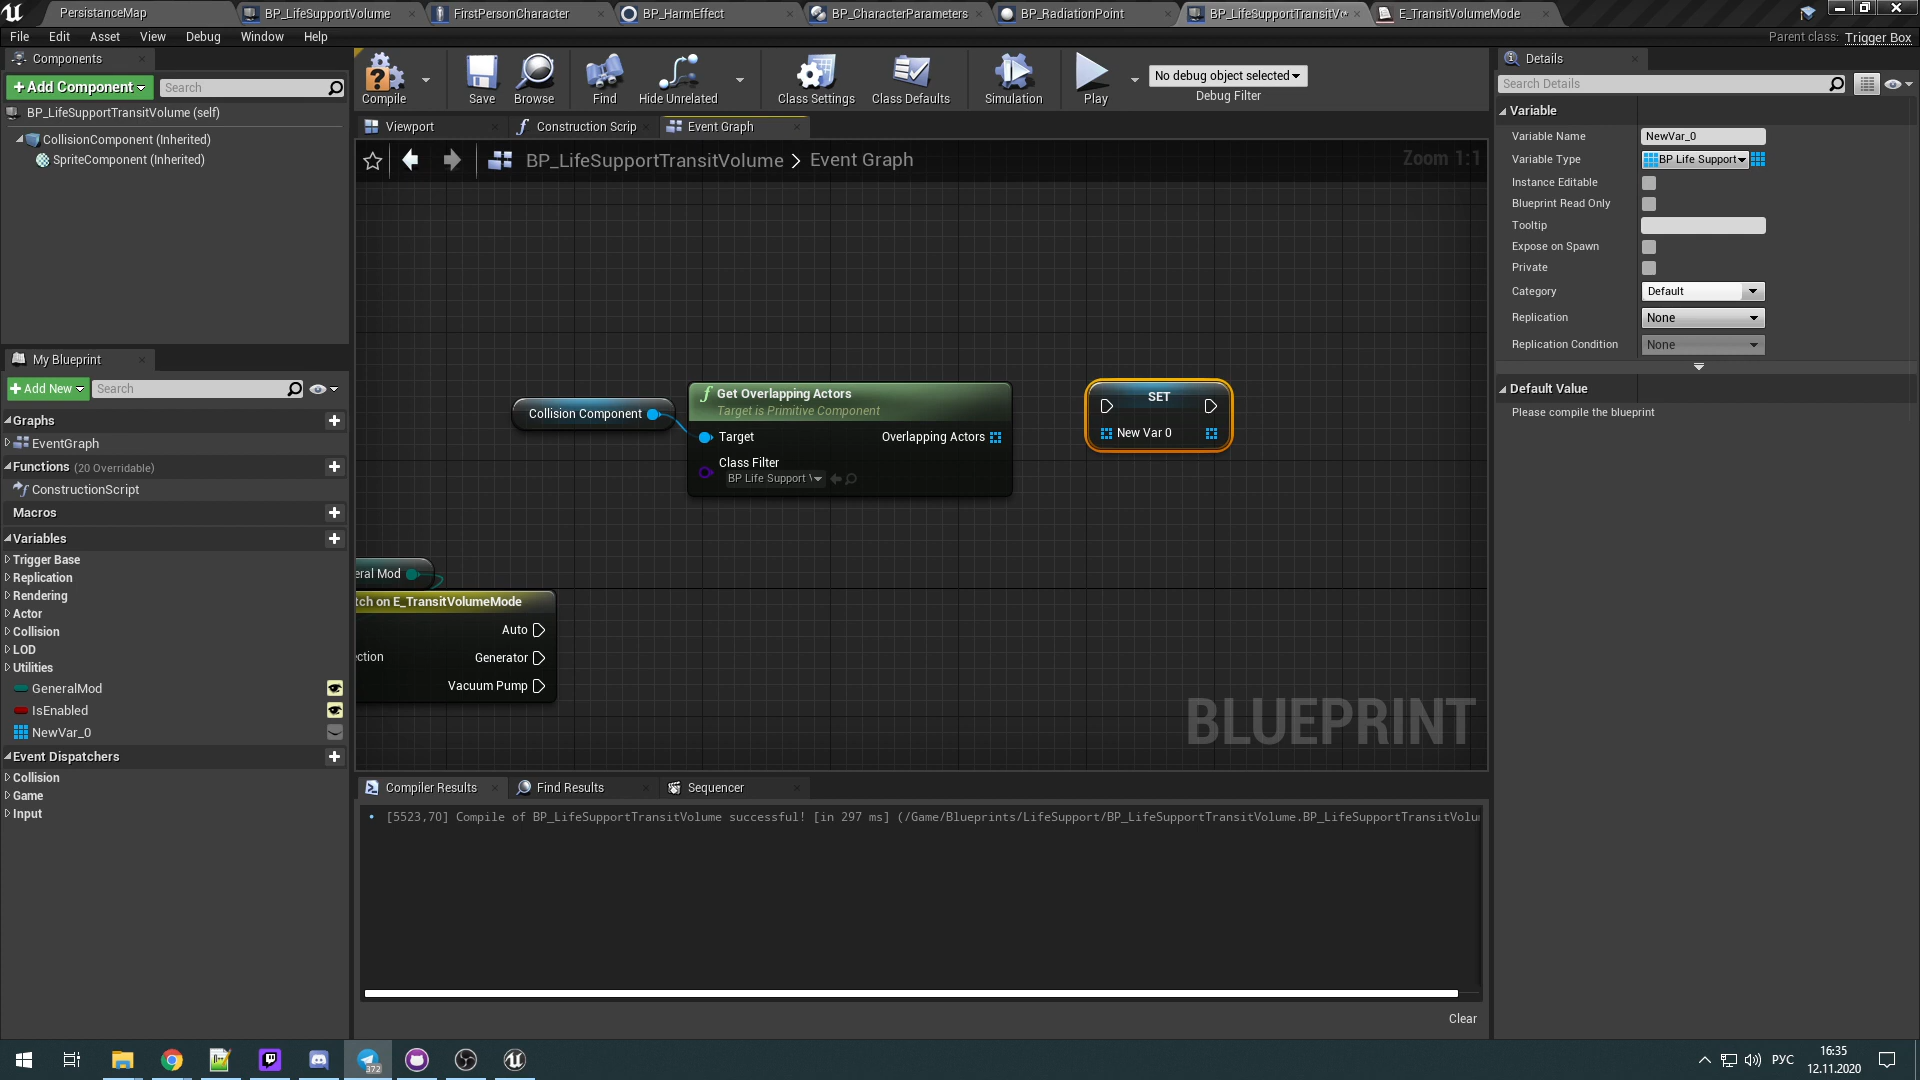 PersistanceMap
BP_LifeSupportVolume
FirstPersonCharacter
BP_HarmEffect
BP_CharacterParameters
BP_RadiationPoint
BP_LifeSupportTransitVo
E_TransitVolumeMode
File Edit Asset View Debug Window Help
Parent class: Trigger Box
Components
+Add Component
Search
BP_LifeSupportTransitVolume (self)
CollisionComponent (Inherited)
SpriteComponent (Inherited)
My Blueprint
+Add New
Search
Graphs
EventGraph
Functions (20 Overridable)
ConstructionScript
Macros
Variables
Trigger Base
Replication
Rendering
Actor
Collision
LOD
Utilities
GeneralMod
IsEnabled
NewVar_0
Event Dispatchers
Collision
Game
Input
Compile
Save
Browse
Find
Hide Unrelated
Class Settings
Class Defaults
Simulation
Play
No debug object selected
Debug Filter
Viewport
Construction Scrip
Event Graph
BP_LifeSupportTransitVolume > Event Graph
Zoom 1:1
Collision Component
Get Overlapping Actors
Target is Primitive Component
Target
Overlapping Actors
Class Filter
BP Life Support \
SET
New Var 0
eral Mod
tch on E_TransitVolumeMode
Auto
ection
Generator
Vacuum Pump
BLUEPRINT
Compiler Results
Find Results
Sequencer
[5523,70] Compile of BP_LifeSupportTransitVolume successful! [in 297 ms] (/Game/Blueprints/LifeSupport/BP_LifeSupportTransitVolume.BP_LifeSupportTransitVolu
Clear
Details
Search Details
Variable
Variable Name
NewVar_0
Variable Type
BP Life Support
Instance Editable
Blueprint Read Only
Tooltip
Expose on Spawn
Private
Category
Default
Replication
None
Replication Condition
None
Default Value
Please compile the blueprint
372
РУС
16:35
12.11.2020